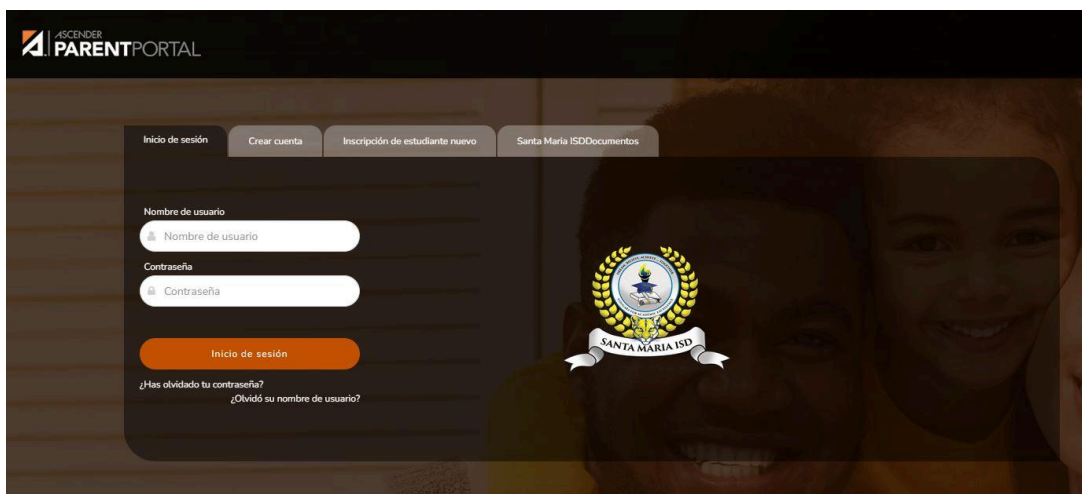 ASCENDER
PARENTPORTAL
Inicio de sesión
Crear cuenta
Inscripción de estudiante nuevo
Santa Maria ISDDocumentos
Nombre de usuario
Nombre de usuario
Contraseña
Contraseña
Inicio de sesión
¿Has olvidado tu contraseña?
¿Olvidó su nombre de usuario?
SANTA MARIA ISD